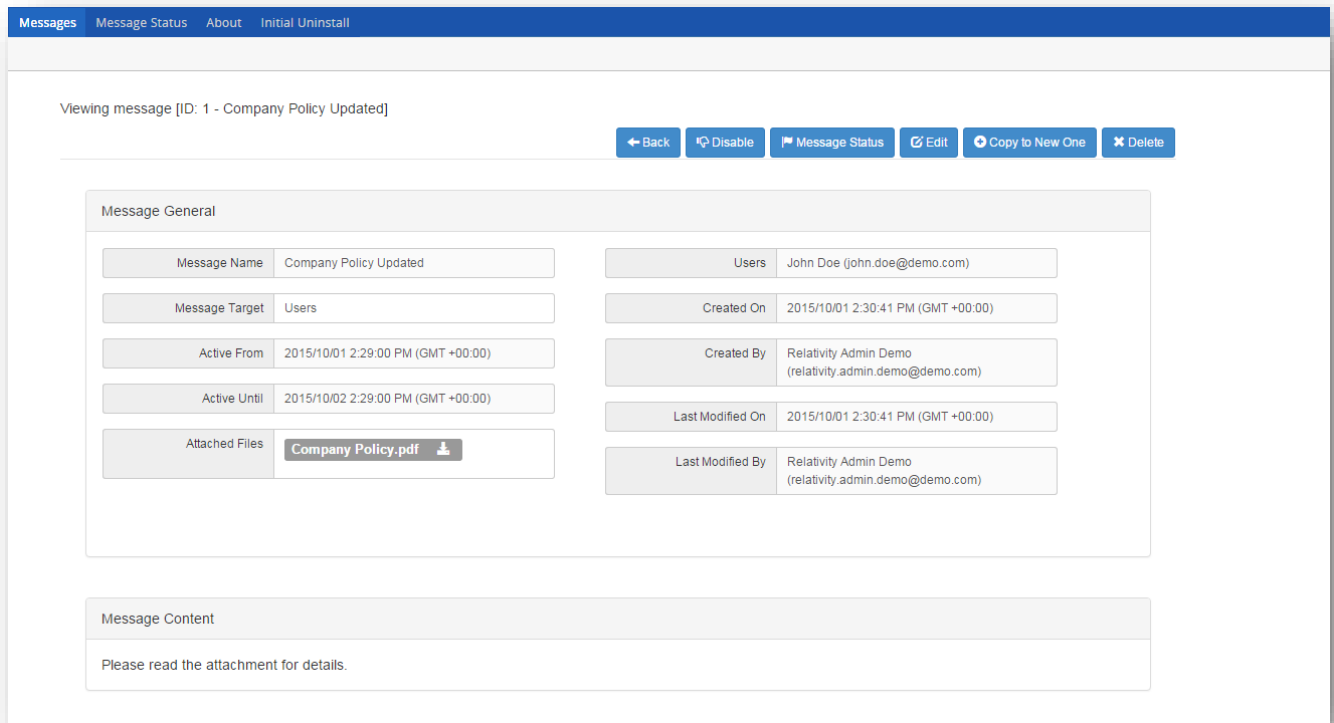 Messages Message Status About Initial Uninstall
Viewing message [ID: 1 - Company Policy Updated]
Back Disable Message Status Edit Copy to New One Delete
Message General
Message Name Company Policy Updated
Message Target Users
Active From 2015/10/01 2:29:00 PM (GMT +00:00)
Active Until 2015/10/02 2:29:00 PM (GMT +00:00)
Attached Files Company Policy.pdf
Users John Doe (john.doe@demo.com)
Created On 2015/10/01 2:30:41 PM (GMT +00:00)
Created By Relativity Admin Demo
(relativity.admin.demo@demo.com)
Last Modified On 2015/10/01 2:30:41 PM (GMT +00:00)
Last Modified By Relativity Admin Demo
(relativity.admin.demo@demo.com)
Message Content
Please read the attachment for details.